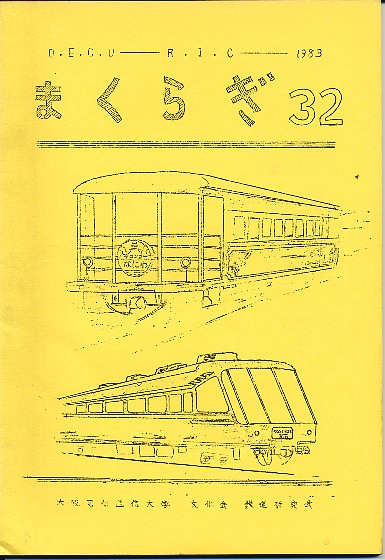 O.E.C.U — R.I.C — 1983
まくらぎ 32
大阪電気通信大学 文化会 鉄道研究会